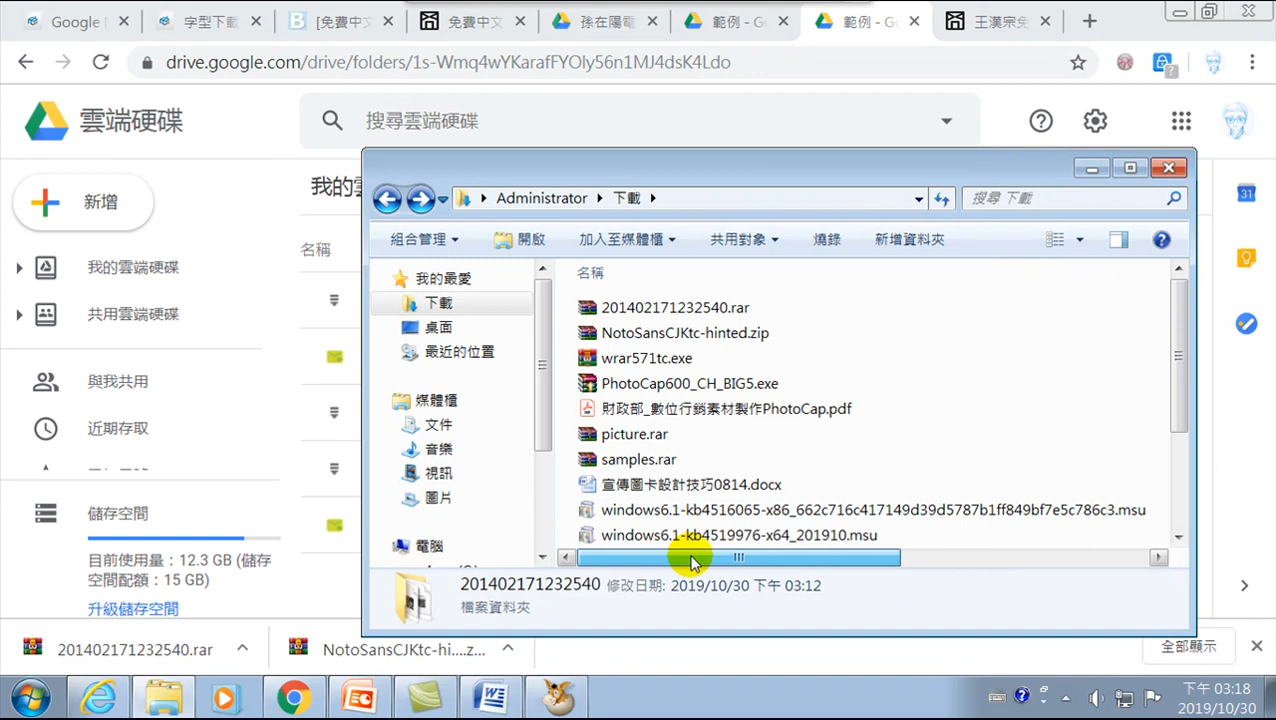 Google N
字型下載
[免費中文
免費中文
孫在陽電
範例 - Go
範例 - Go
王漢宗免
drive.google.com/drive/folders/1s-Wmq4wYKarafFYOly56n1MJ4dsK4Ldo
雲端硬碟
搜尋雲端硬碟
新增
我的雲
名稱
我的雲端硬碟
共用雲端硬碟
與我共用
近期存取
儲存空間
目前使用量：12.3 GB (儲存
空間配額：15 GB)
升級儲存空間
31
Administrator
下載
搜尋 下載
組合管理
開啟
加入至媒體櫃
共用對象
燒錄
新增資料夾
我的最愛
下載
桌面
最近的位置
媒體櫃
文件
音樂
視訊
圖片
電腦
名稱
201402171232540.rar
NotoSansCJKtc-hinted.zip
wrar571tc.exe
PhotoCap600_CH_BIG5.exe
財政部_數位行銷素材製作PhotoCap.pdf
picture.rar
samples.rar
宣傳圖卡設計技巧0814.docx
windows6.1-kb4516065-x86_662c716c417149d39d5787b1ff849bf7e5c786c3.msu
windows6.1-kb4519976-x64_201910.msu
201402171232540 修改日期: 2019/10/30 下午 03:12
檔案資料夾
201402171232540.rar
NotoSansCJKtc-hi....z...
全部顯示
下午 03:18
2019/10/30